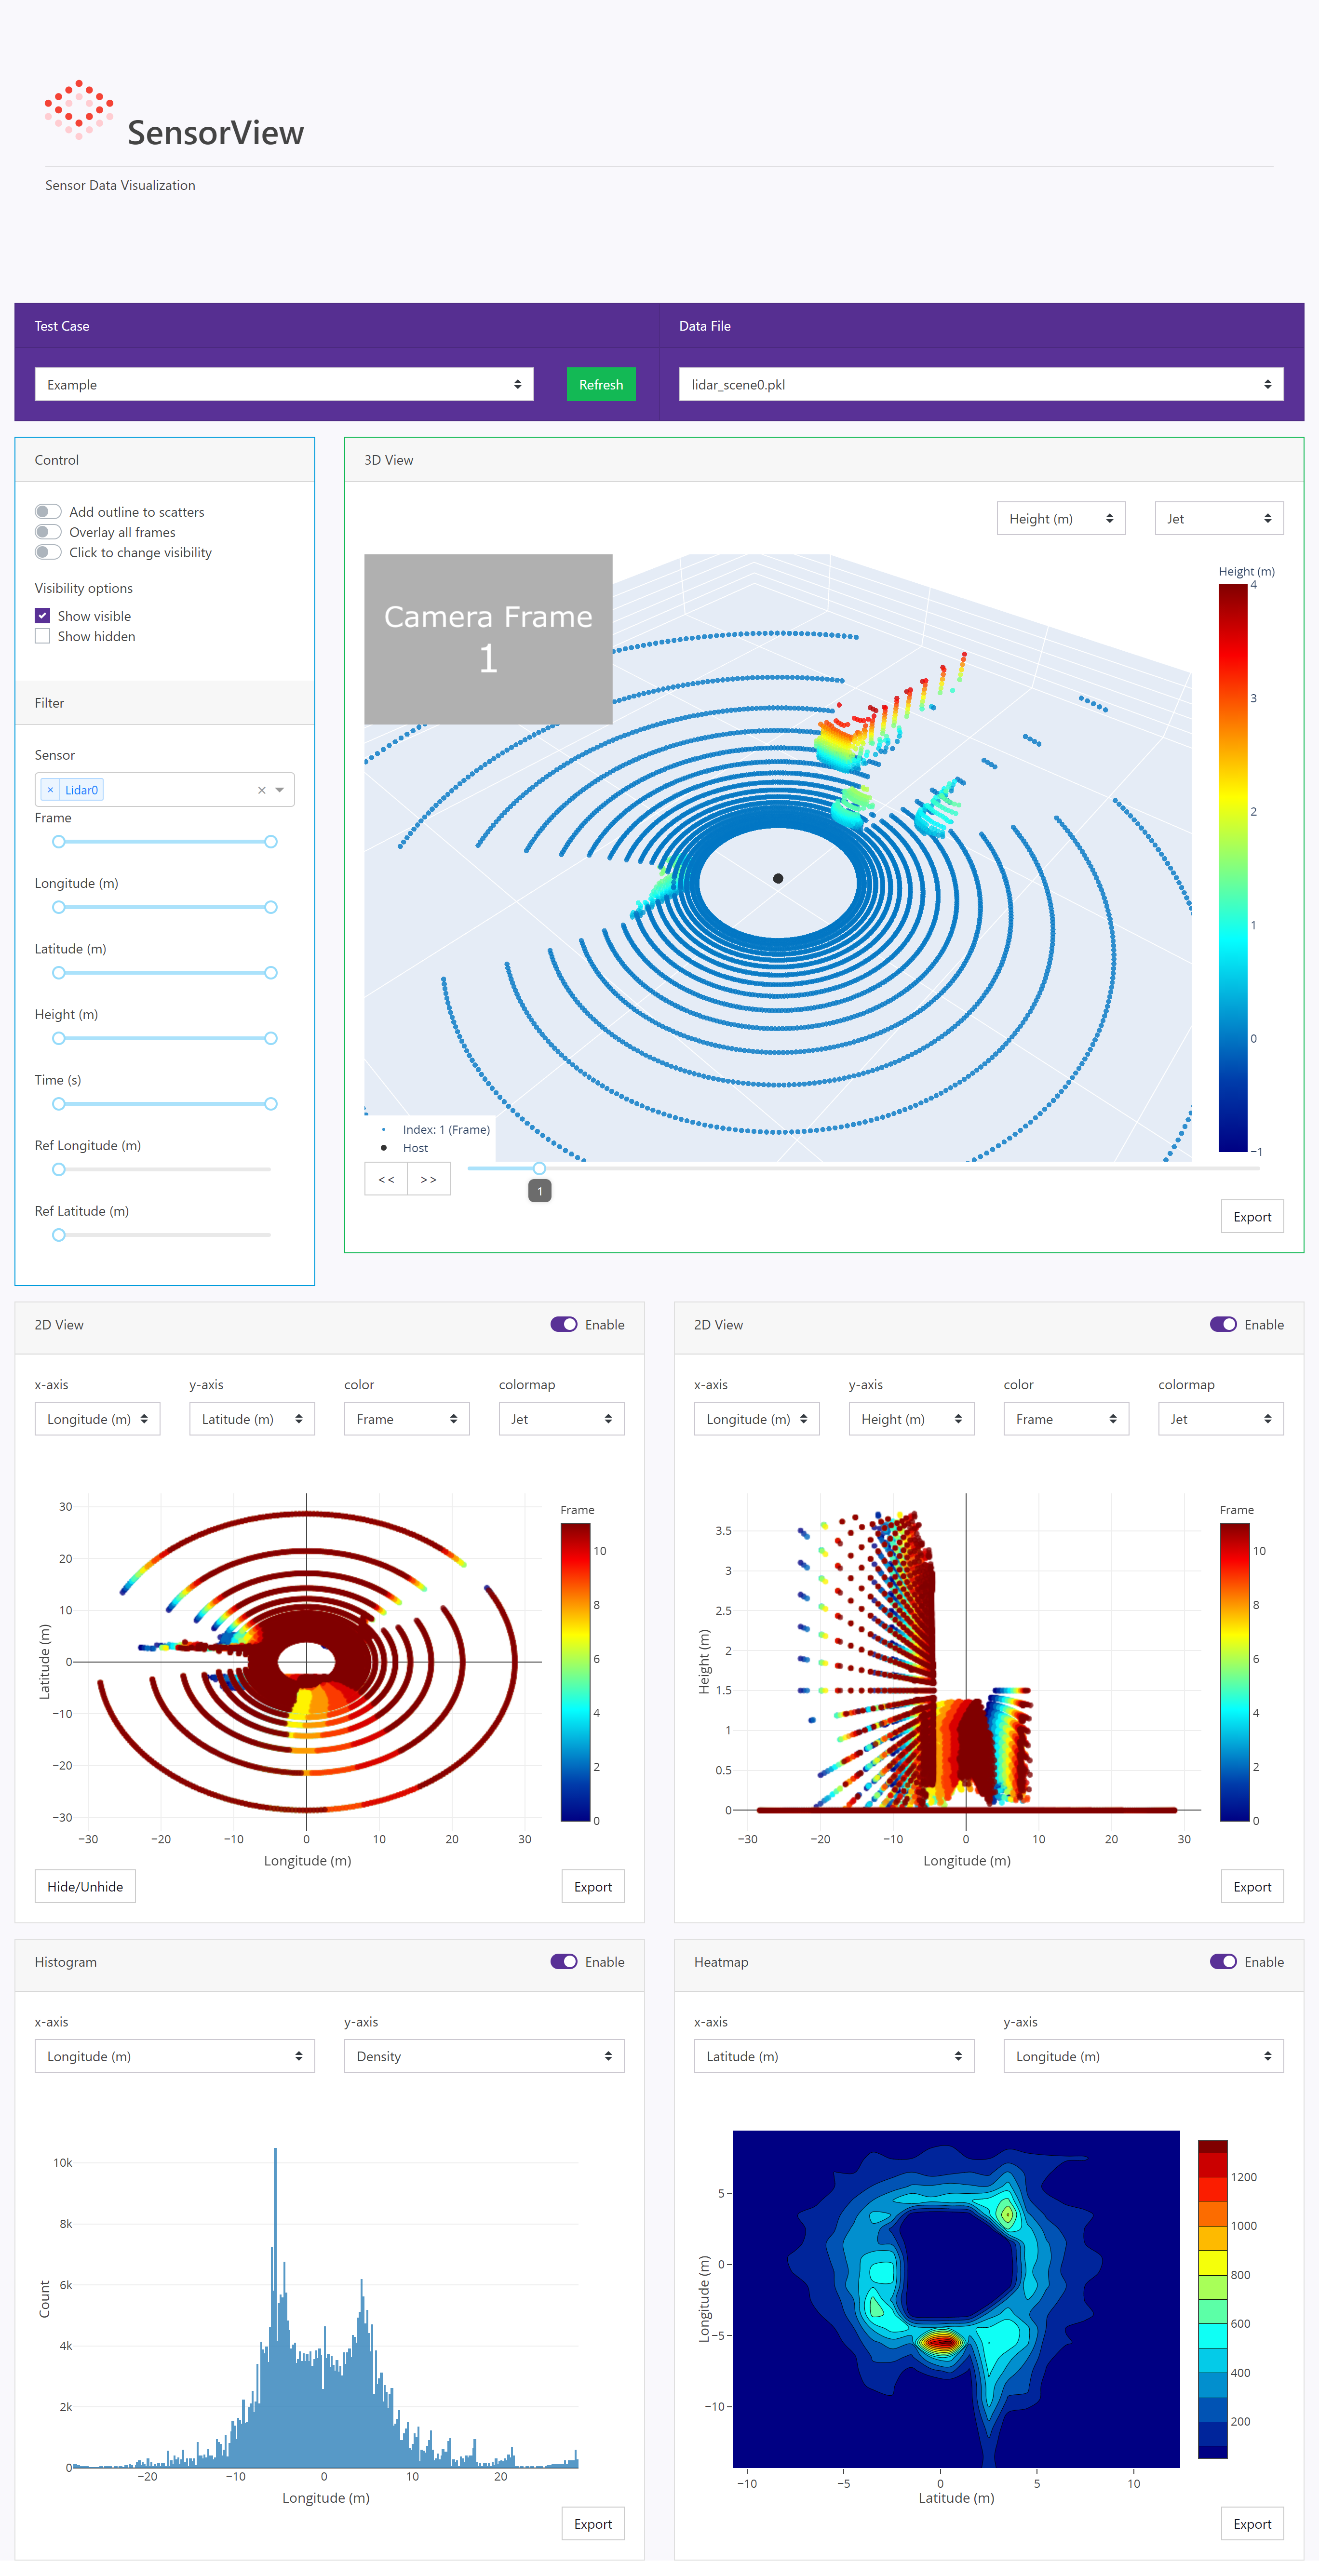 SensorView
Sensor Data Visualization
Test Case
Data File
Example
Refresh
lidar_scene0.pkl
Control
Add outline to scatters
Overlay all frames
Click to change visibility
Visibility options
Show visible
Show hidden
Filter
Sensor
× Lidar0 ×
Frame
Longitude (m)
Latitude (m)
Height (m)
Time (s)
Ref Longitude (m)
Ref Latitude (m)
3D View
Height (m)
Jet
Camera Frame
1
Height (m)
4
3
2
1
0
−1
Index: 1 (Frame)
Host
<< >>
1
Export
2D View
Enable
x-axis y-axis color colormap
Longitude (m) Latitude (m) Frame Jet
Frame
30
20
10
0
−10
−20
−30
Latitude (m)
−30 −20 −10 0 10 20 30
Longitude (m)
10
8
6
4
2
0
Hide/Unhide
Export
2D View
Enable
x-axis y-axis color colormap
Longitude (m) Height (m) Frame Jet
Frame
3.5
3
2.5
2
1.5
1
0.5
0
Height (m)
−30 −20 −10 0 10 20 30
Longitude (m)
10
8
6
4
2
0
Export
Histogram
Enable
x-axis y-axis
Longitude (m) Density
10k
8k
6k
4k
2k
0
Count
−20 −10 0 10 20
Longitude (m)
Export
Heatmap
Enable
x-axis y-axis
Latitude (m) Longitude (m)
5
0
−5
−10
Longitude (m)
−10 −5 0 5 10
Latitude (m)
1200
1000
800
600
400
200
Export